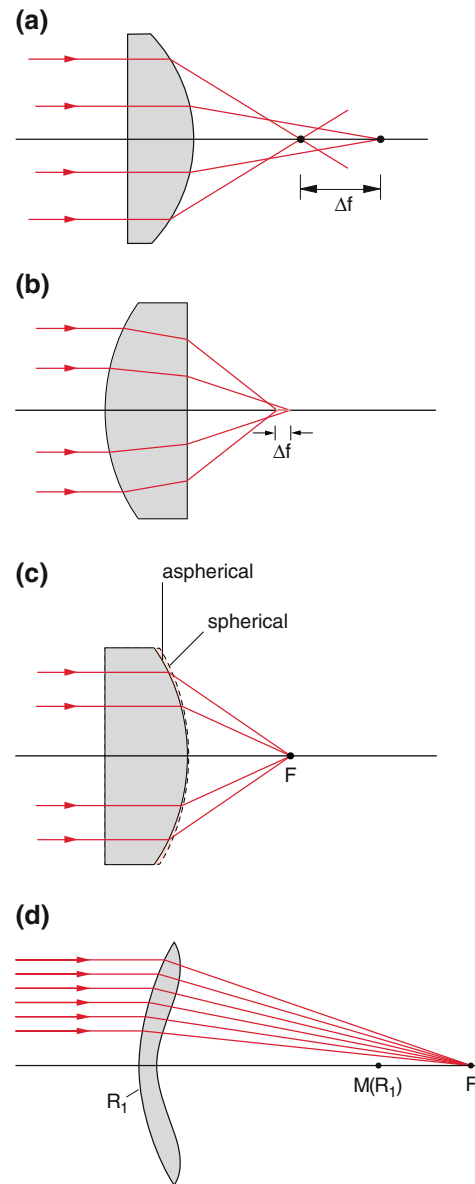 (a)
Δf
(b)
Δf
(c)
aspherical
spherical
F
(d)
R₁
M(R₁)
F